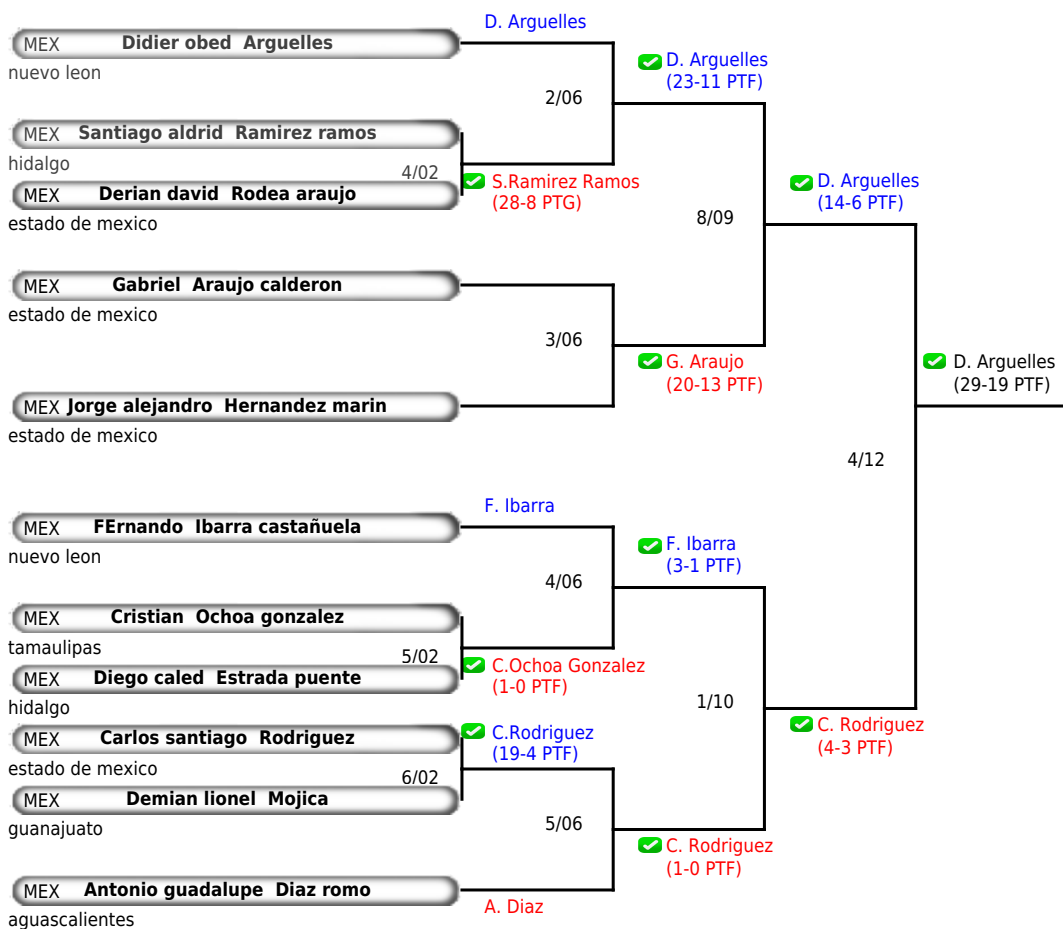 D. Arguelles
MEX Didier obed Arguelles
nuevo leon
D. Arguelles
(23-11 PTF)
2/06
MEX Santiago aldrid Ramirez ramos
hidalgo
4/02
S.Ramirez Ramos
(28-8 PTG)
MEX Derian david Rodea araujo
estado de mexico
D. Arguelles
(14-6 PTF)
8/09
MEX Gabriel Araujo calderon
estado de mexico
3/06
G. Araujo
(20-13 PTF)
D. Arguelles
(29-19 PTF)
MEX Jorge alejandro Hernandez marin
estado de mexico
4/12
F. Ibarra
MEX FErnando Ibarra castañuela
nuevo leon
F. Ibarra
(3-1 PTF)
4/06
MEX Cristian Ochoa gonzalez
tamaulipas
5/02
C.Ochoa Gonzalez
(1-0 PTF)
MEX Diego caled Estrada puente
hidalgo
1/10
C. Rodriguez
(4-3 PTF)
C.Rodriguez
(19-4 PTF)
MEX Carlos santiago Rodriguez
estado de mexico
6/02
MEX Demian lionel Mojica
guanajuato
5/06
C. Rodriguez
(1-0 PTF)
MEX Antonio guadalupe Diaz romo
aguascalientes
A. Diaz